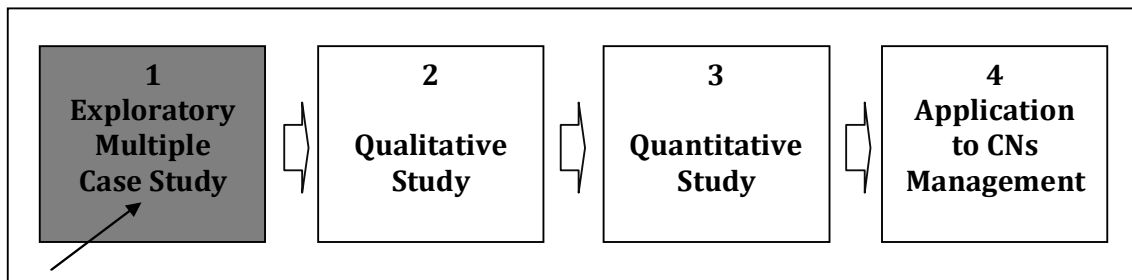 1
Exploratory
Multiple
Case Study
2
Qualitative
Study
3
Quantitative
Study
4
Application
to CNs
Management